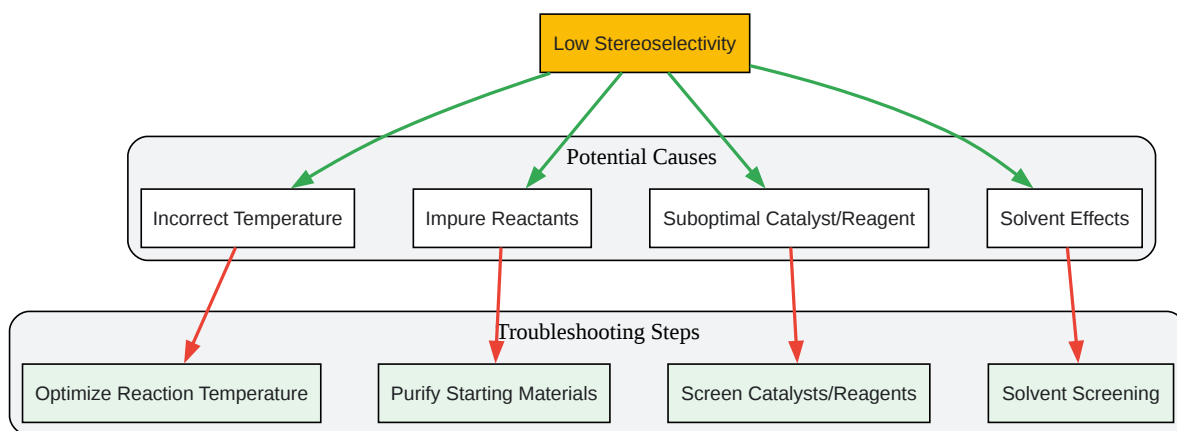 Low Stereoselectivity
Potential Causes
Incorrect Temperature
Impure Reactants
Suboptimal Catalyst/Reagent
Solvent Effects
Troubleshooting Steps
Optimize Reaction Temperature
Purify Starting Materials
Screen Catalysts/Reagents
Solvent Screening